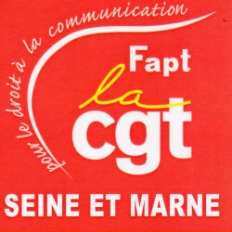 pour le droit à la communication
Fapt
la
cgt
SEINE ET MARNE